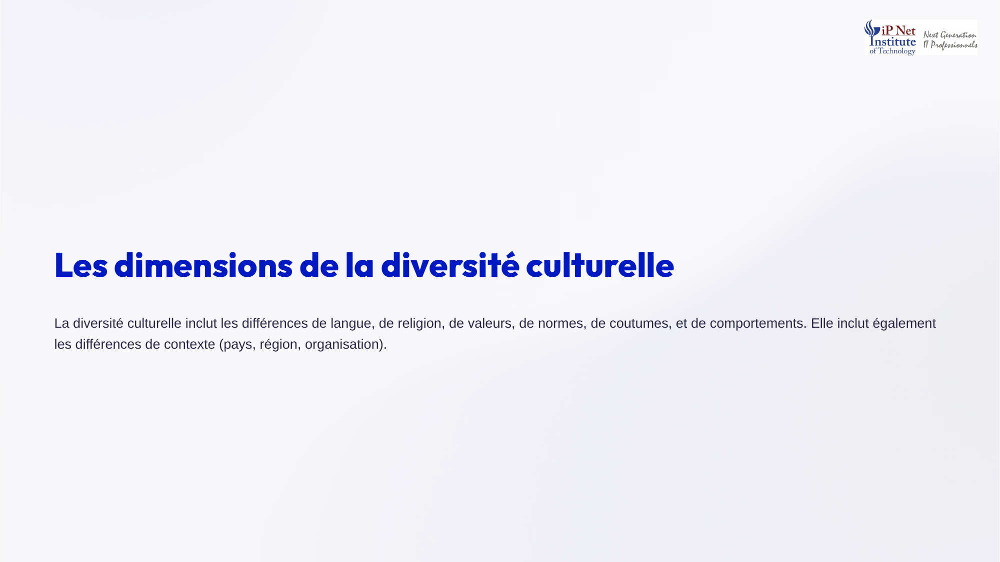 iP Net
Institute
of Technology
Next Generation
IT Professionnels
Les dimensions de la diversité culturelle
La diversité culturelle inclut les différences de langue, de religion, de valeurs, de normes, de coutumes, et de comportements. Elle inclut également
les différences de contexte (pays, région, organisation).